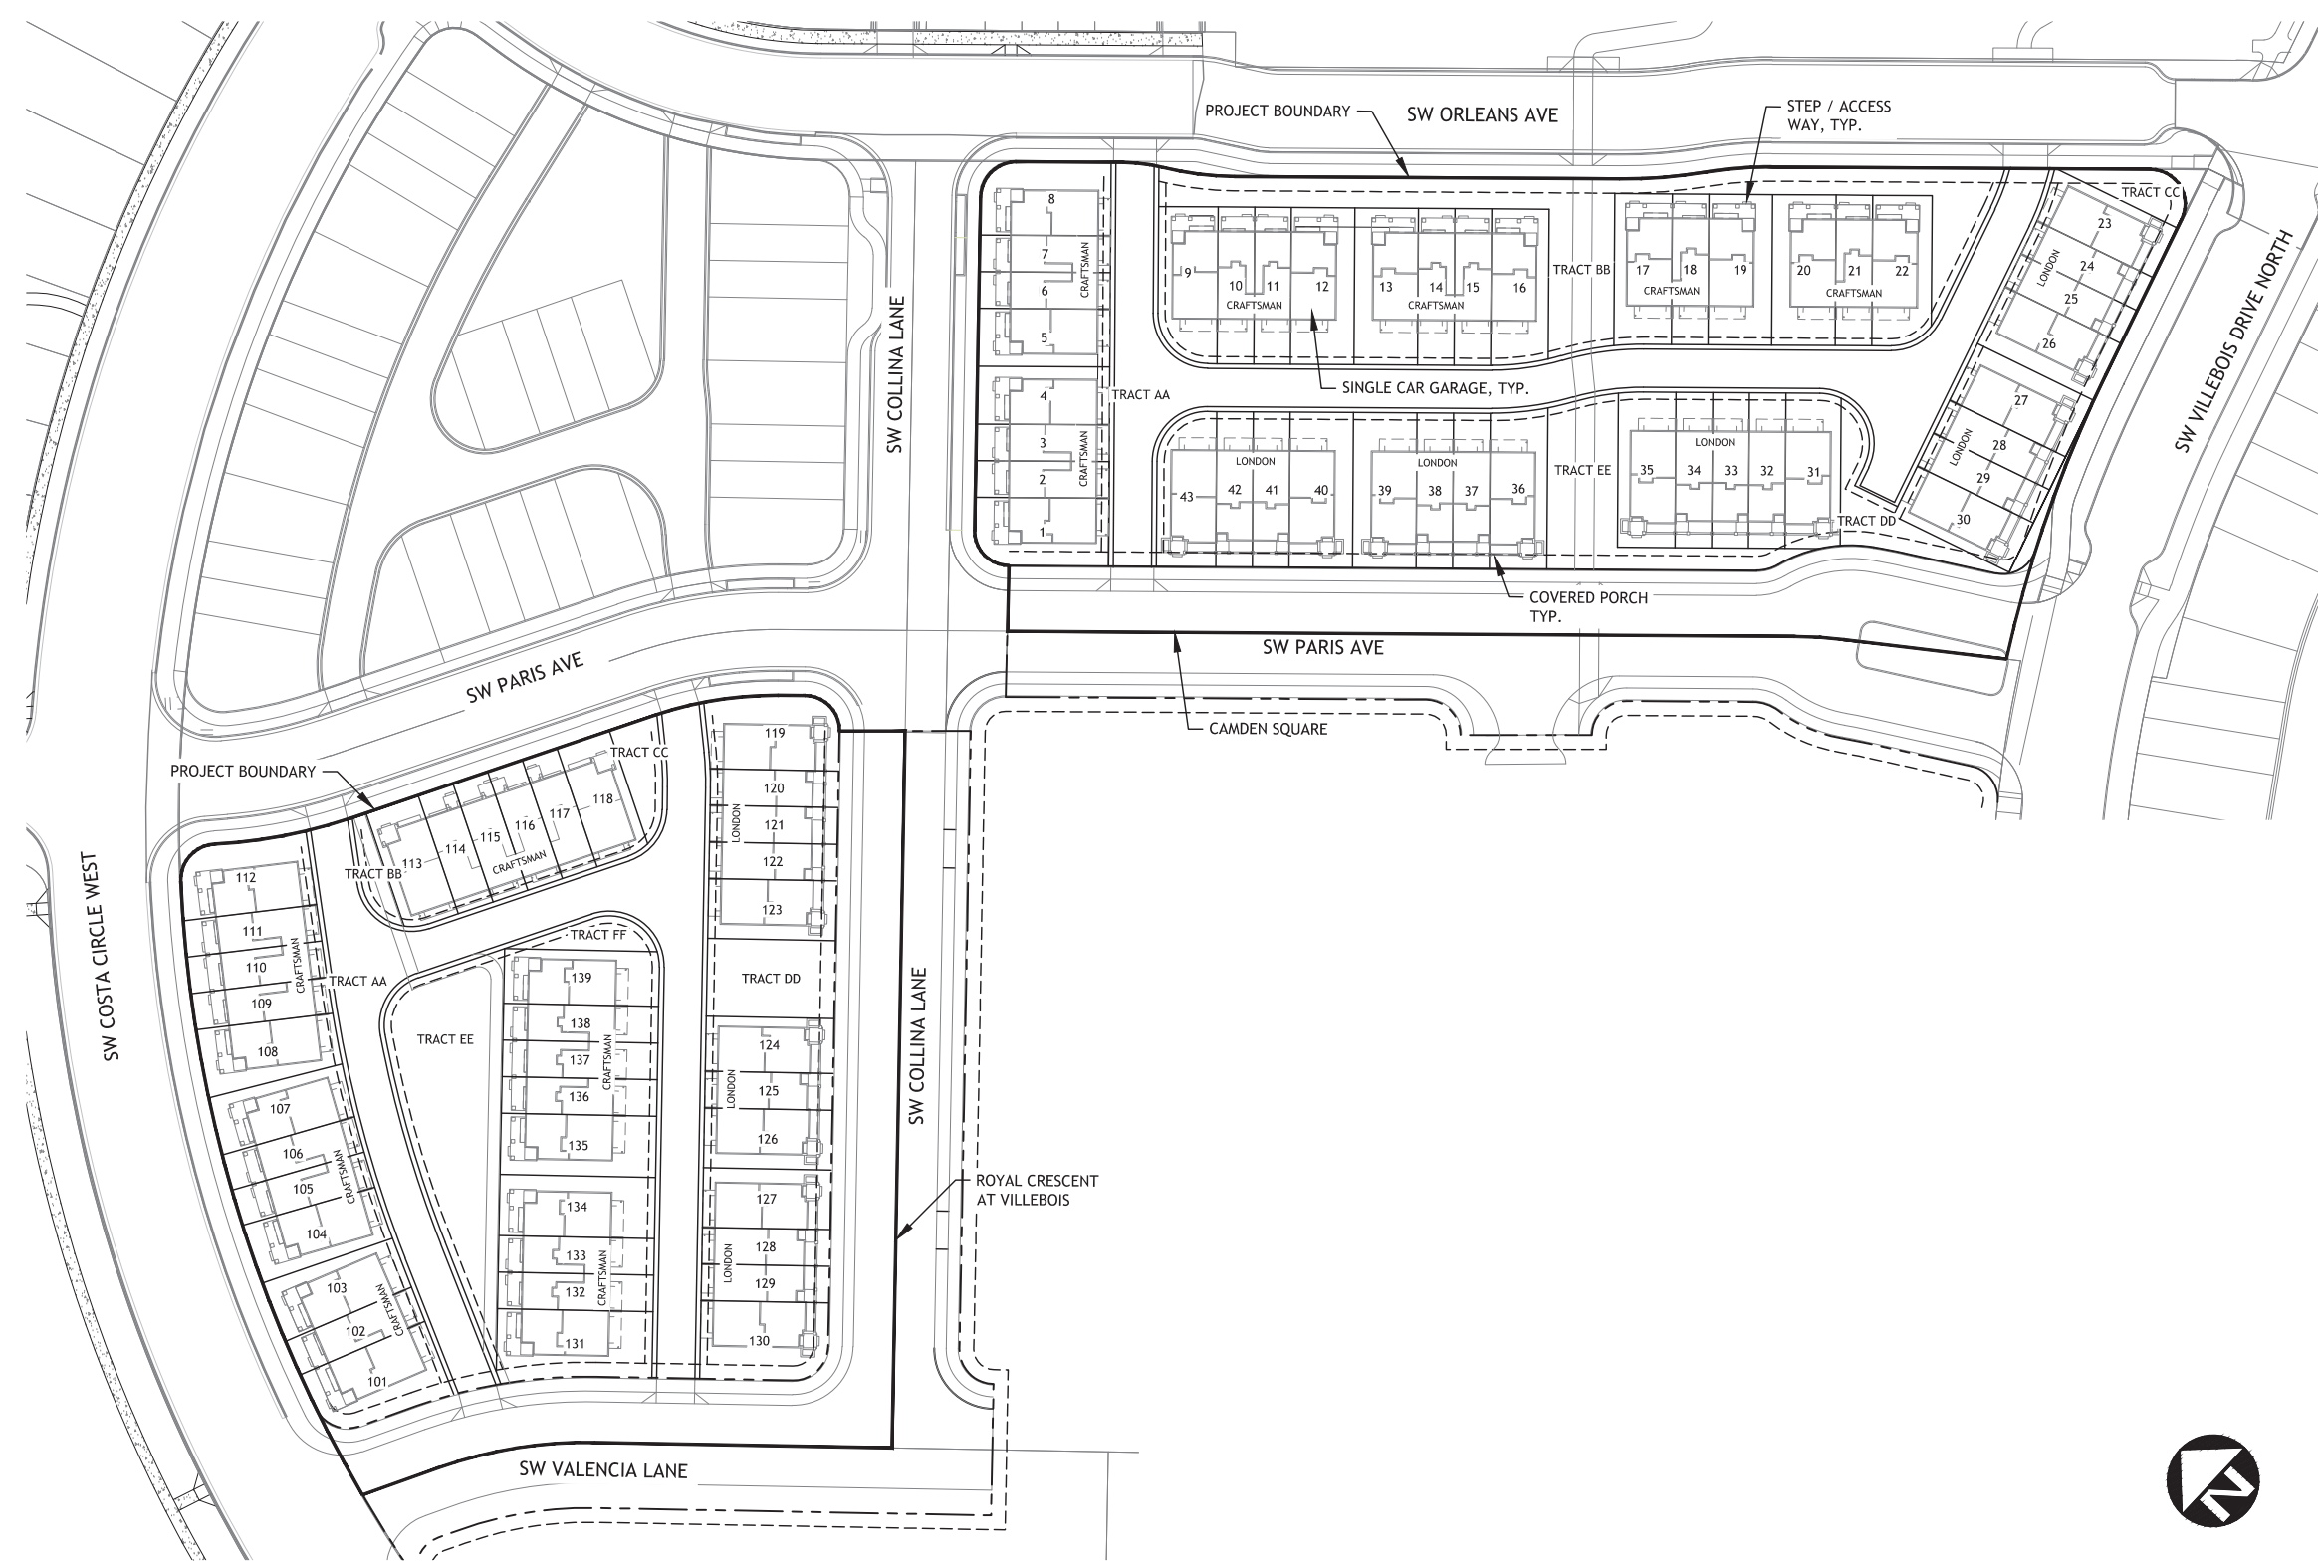 PROJECT BOUNDARY
SW ORLEANS AVE
STEP / ACCESS
WAY, TYP.
TRACT CC
8
7
6
5
CRAFTSMAN
4
3
2
1
CRAFTSMAN
TRACT AA
SW COLLINA LANE
9
10
11
12
CRAFTSMAN
13
14
15
16
CRAFTSMAN
TRACT BB
17
18
19
CRAFTSMAN
20
21
22
CRAFTSMAN
23
24
25
26
LONDON
27
28
29
30
LONDON
SW VILLEBOIS DRIVE NORTH
SINGLE CAR GARAGE, TYP.
LONDON
43
42
41
40
LONDON
39
38
37
36
TRACT EE
LONDON
35
34
33
32
31
TRACT DD
COVERED PORCH
TYP.
SW PARIS AVE
SW PARIS AVE
CAMDEN SQUARE
PROJECT BOUNDARY
TRACT CC
113
114
115
116
117
118
CRAFTSMAN
TRACT BB
119
120
121
122
123
LONDON
SW COSTA CIRCLE WEST
112
111
110
109
108
CRAFTSMAN
TRACT AA
TRACT FF
TRACT DD
TRACT EE
139
138
137
136
135
CRAFTSMAN
124
125
126
LONDON
SW COLLINA LANE
107
106
105
104
CRAFTSMAN
134
133
132
131
CRAFTSMAN
127
128
129
130
LONDON
ROYAL CRESCENT
AT VILLEBOIS
103
102
101
CRAFTSMAN
SW VALENCIA LANE
N